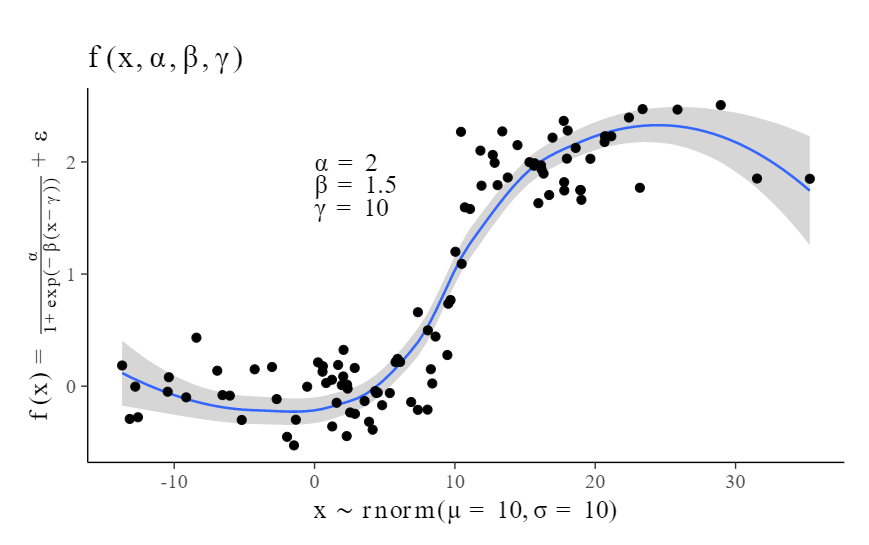 f (x, α, β, γ)
f (x) = α / (1+ exp(− β (x− γ))) + ε
α = 2
β = 1.5
γ = 10
2
1
0
-10 0 10 20 30
x ∼ rnorm(μ = 10, σ = 10)